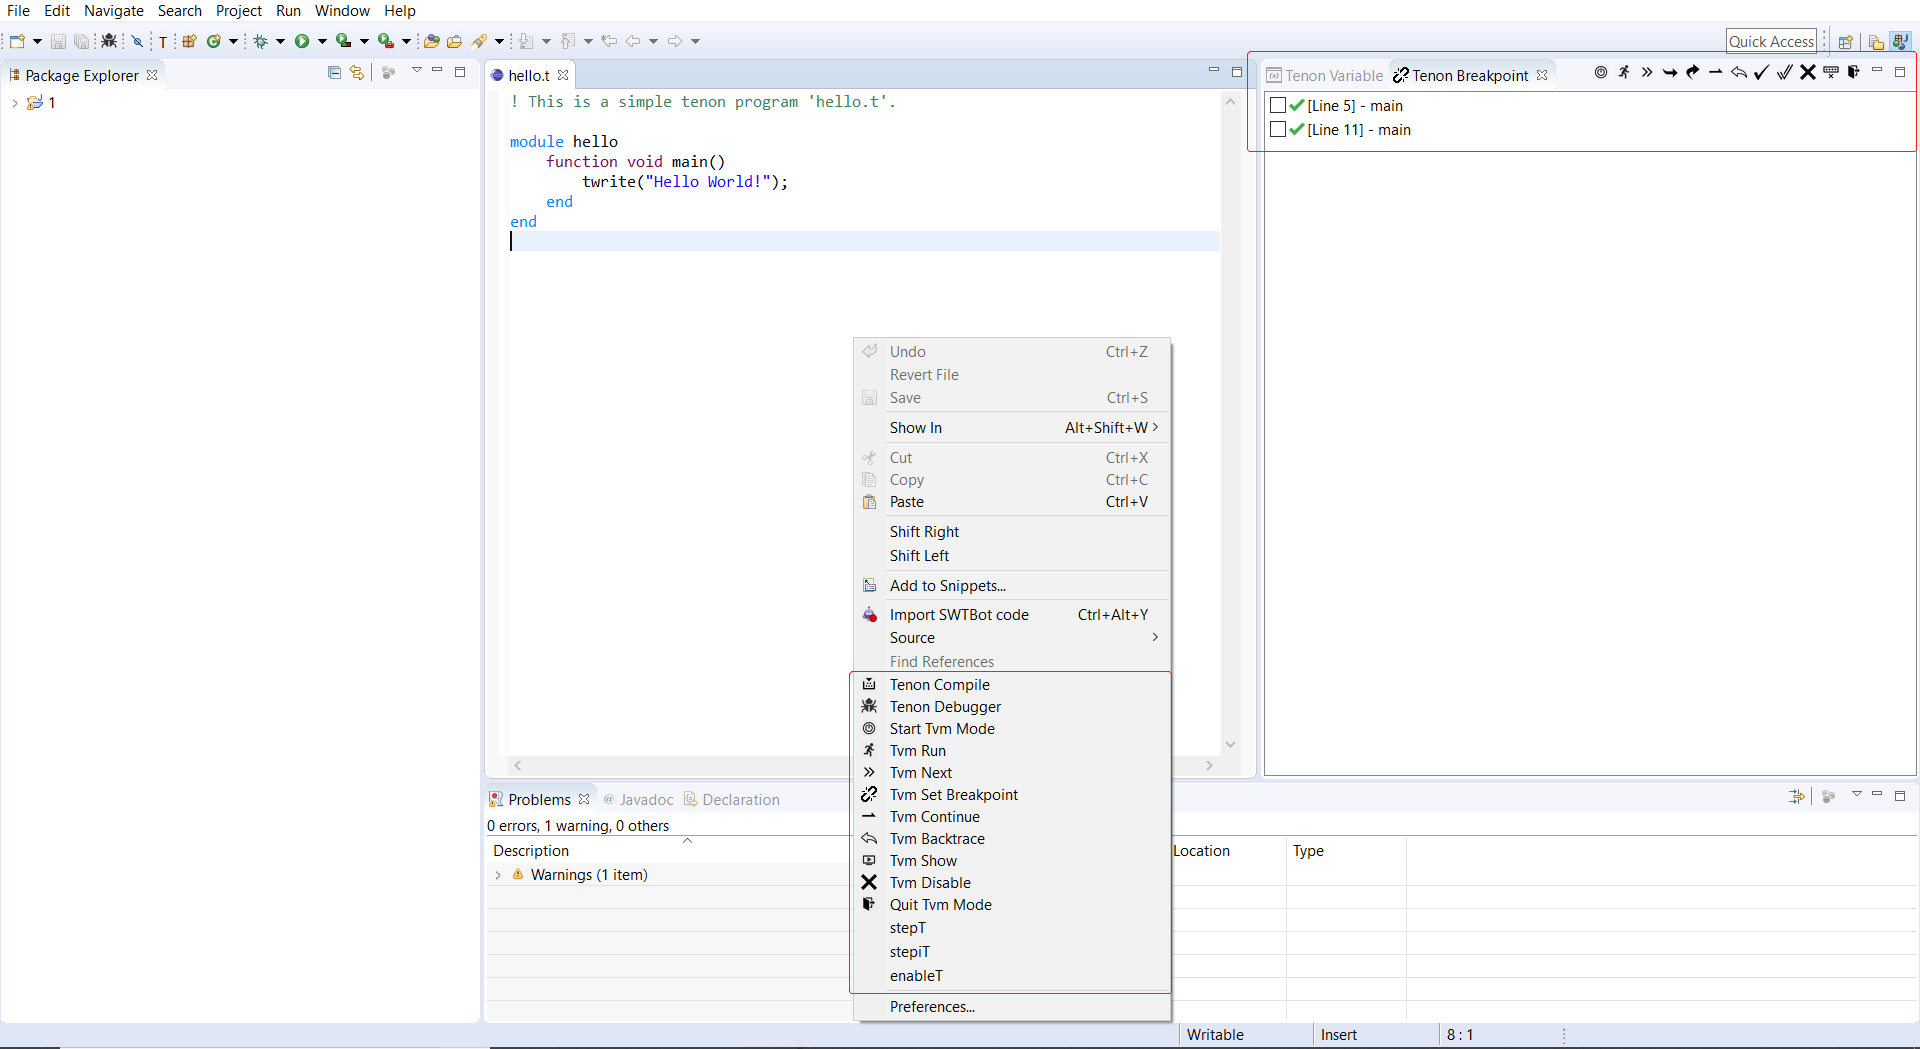 File Edit Navigate Search Project Run Window Help
T
Quick Access
Package Explorer
1
hello.t
! This is a simple tenon program 'hello.t'.
module hello
function void main()
twrite("Hello World!");
end
end
Tenon Variable Tenon Breakpoint
[Line 5] - main
[Line 11] - main
Undo Ctrl+Z
Revert File
Save Ctrl+S
Show In Alt+Shift+W >
Cut Ctrl+X
Copy Ctrl+C
Paste Ctrl+V
Shift Right
Shift Left
Add to Snippets...
Import SWTBot code Ctrl+Alt+Y
Source >
Find References
Tenon Compile
Tenon Debugger
Start Tvm Mode
Tvm Run
Tvm Next
Tvm Set Breakpoint
Tvm Continue
Tvm Backtrace
Tvm Show
Tvm Disable
Quit Tvm Mode
stepT
stepiT
enableT
Preferences...
Problems @ Javadoc Declaration
0 errors, 1 warning, 0 others
Description Location Type
Warnings (1 item)
Writable Insert 8 : 1